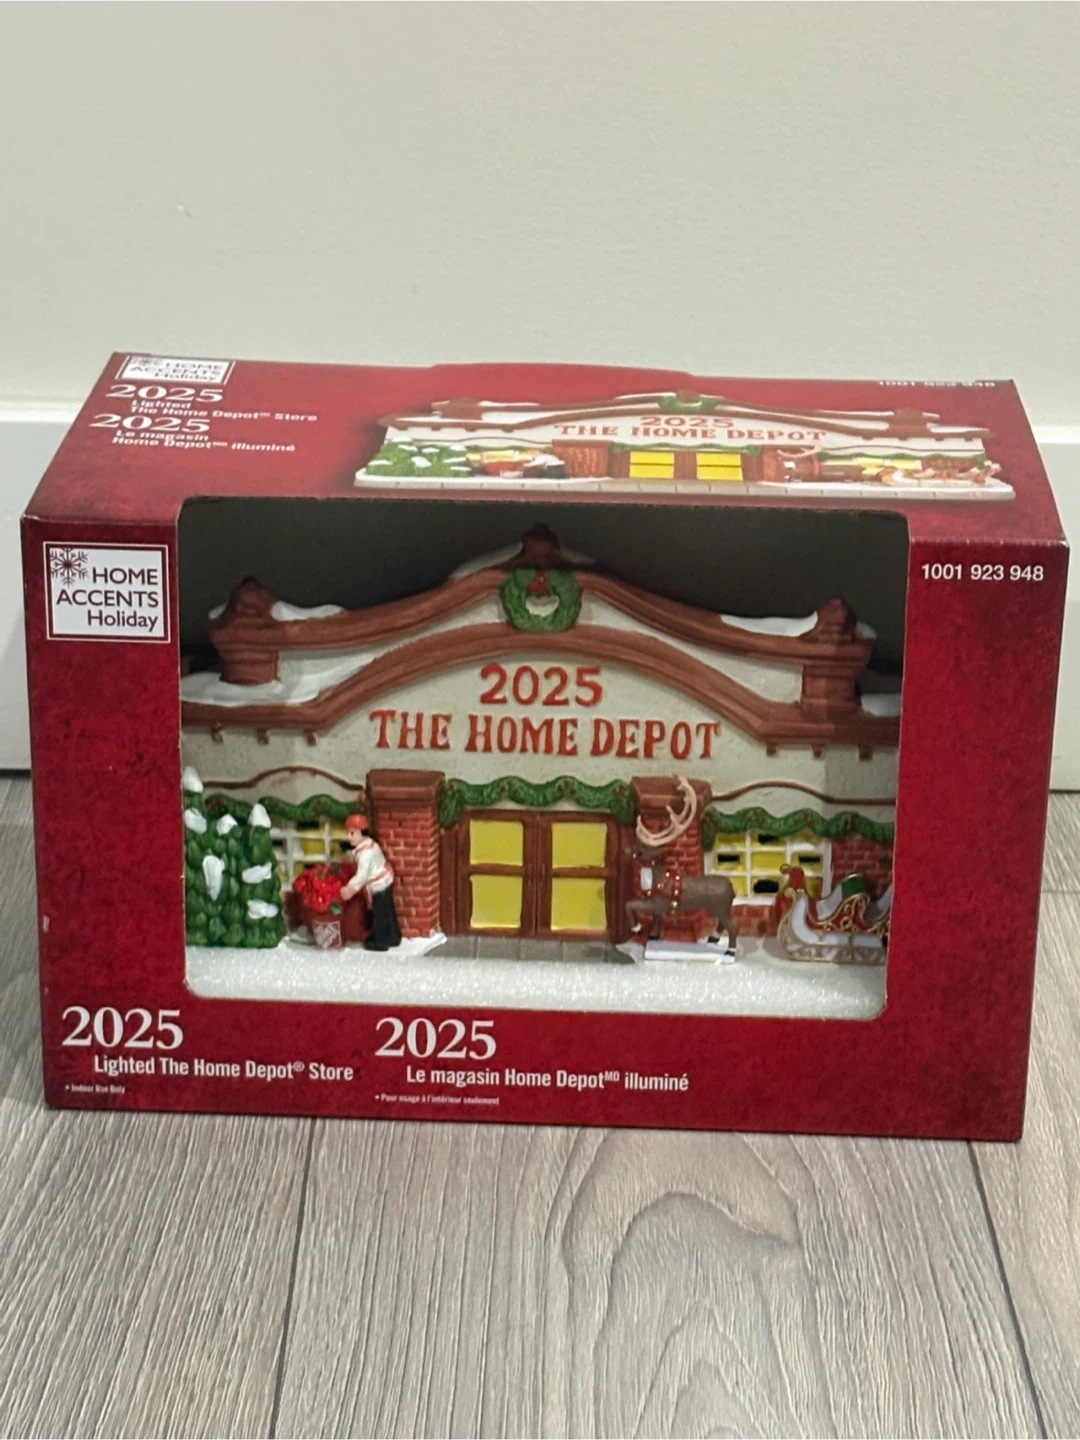 HOME
ACCENTS
Holiday
2025
Lighted
The Home Depot® Store
2025
Le magasin
Home Depot^MD illuminé
1001 923 948
2025
THE HOME DEPOT
HOME
ACCENTS
Holiday
1001 923 948
2025
THE HOME DEPOT
2025
Lighted The Home Depot® Store
• Indoor Use Only
2025
Le magasin Home Depot^MD illuminé
• Pour usage à l'intérieur seulement